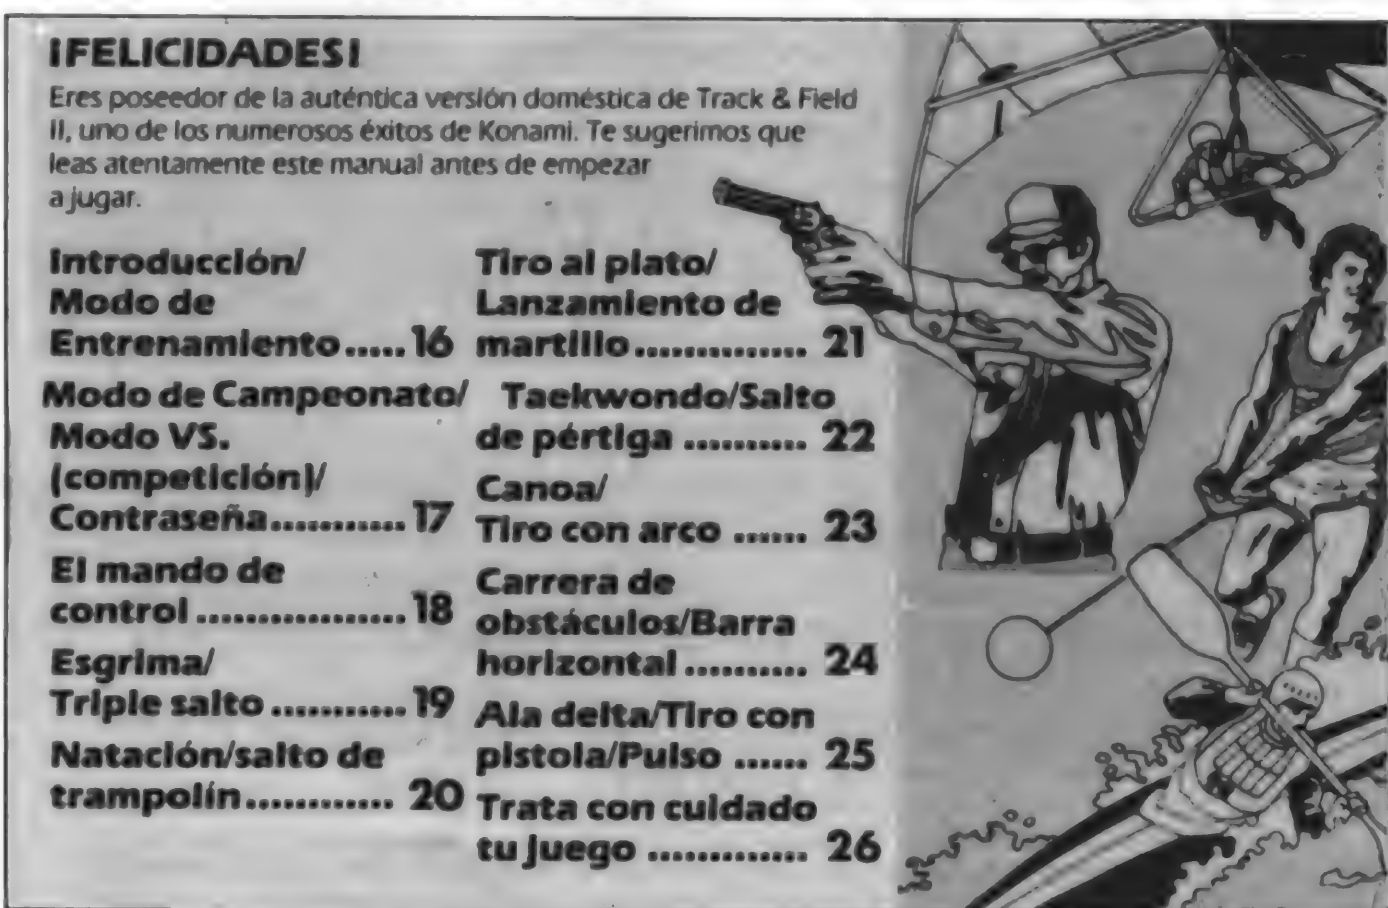 ¡FELICIDADES!
Eres poseedor de la auténtica versión doméstica de Track & Field
II, uno de los numerosos éxitos de Konami. Te sugerimos que
leas atentamente este manual antes de empezar
a jugar.
Introducción/
Modo de
Entrenamiento ..... 16
Modo de Campeonato/
Modo VS.
(competición)/
Contraseña ........... 17
El mando de
control ................. 18
Esgrima/
Triple salto ........... 19
Natación/salto de
trampolín ............ 20
Tiro al plato/
Lanzamiento de
martillo .............. 21
Taekwondo/Salto
de pértiga .......... 22
Canoa/
Tiro con arco ...... 23
Carrera de
obstáculos/Barra
horizontal .......... 24
Ala delta/Tiro con
pistola/Pulso ...... 25
Trata con cuidado
tu Juego ............. 26